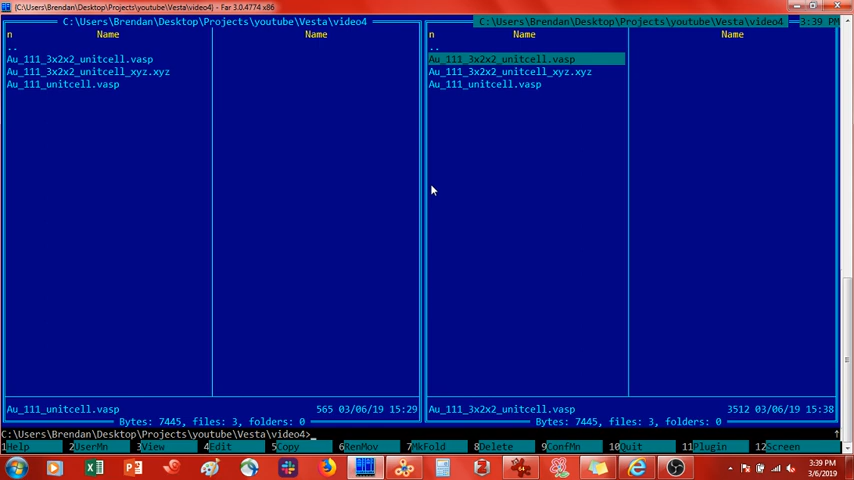 {C:\Users\Brendan\Desktop\Projects\youtube\Vesta\video4} - Far 3.0.4774 x86
C:\Users\Brendan\Desktop\Projects\youtube\Vesta\video4
n Name Name
..
Au_111_3x2x2_unitcell.vasp
Au_111_3x2x2_unitcell_xyz.xyz
Au_111_unitcell.vasp
Au_111_unitcell.vasp 565 03/06/19 15:29
Bytes: 7445, files: 3, folders: 0
C:\Users\Brendan\Desktop\Projects\youtube\Vesta\video4 3:39 PM
n Name Name
..
Au_111_3x2x2_unitcell.vasp
Au_111_3x2x2_unitcell_xyz.xyz
Au_111_unitcell.vasp
Au_111_3x2x2_unitcell.vasp 3512 03/06/19 15:38
Bytes: 7445, files: 3, folders: 0
C:\Users\Brendan\Desktop\Projects\youtube\Vesta\video4>
1Help 2UserMn 3View 4Edit 5Copy 6RenMov 7MkFold 8Delete 9ConfMn 10Quit 11Plugin 12Screen
3:39 PM
3/6/2019